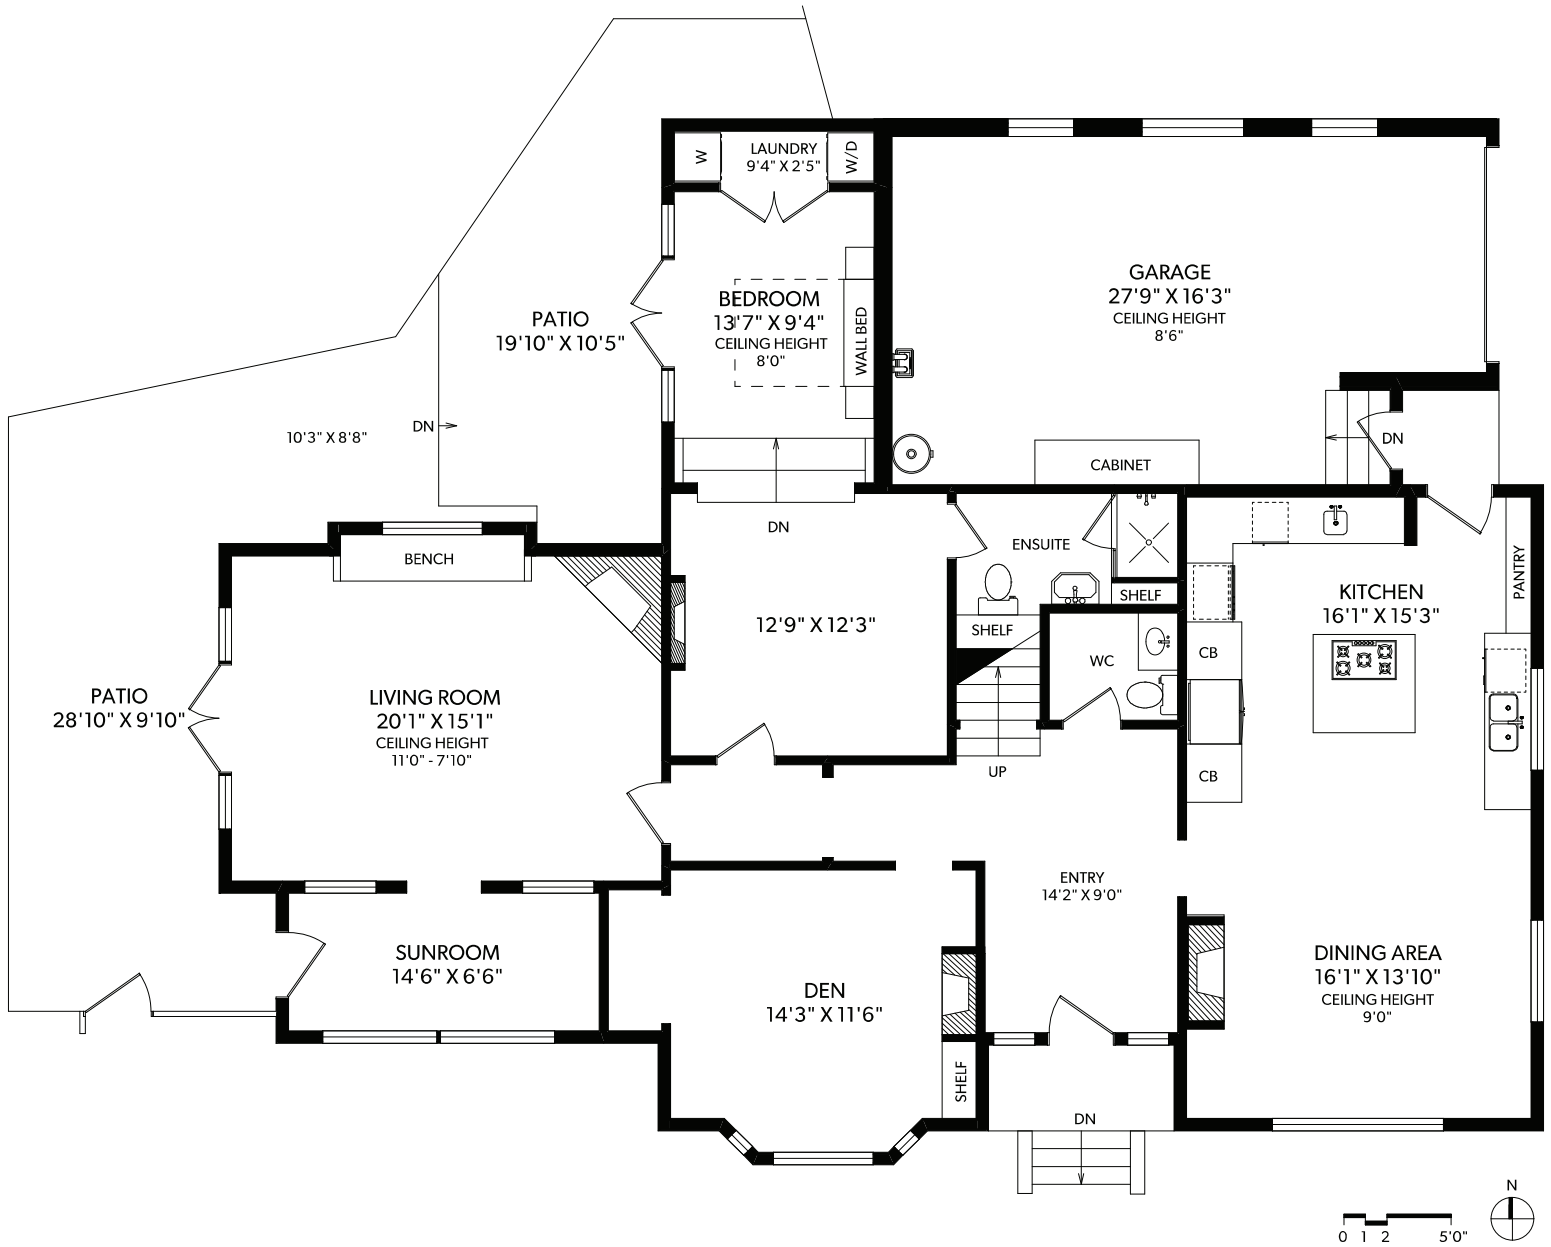 LAUNDRY
9'4" X 2'5"
W
W/D
GARAGE
27'9" X 16'3"
CEILING HEIGHT
8'6"
PATIO
19'10" X 10'5"
BEDROOM
13'7" X 9'4"
CEILING HEIGHT
8'0"
WALL BED
DN
10'3" X 8'8"
DN
CABINET
DN
BENCH
ENSUITE
SHELF
SHELF
PANTRY
KITCHEN
16'1" X 15'3"
12'9" X 12'3"
WC
CB
PATIO
28'10" X 9'10"
LIVING ROOM
20'1" X 15'1"
CEILING HEIGHT
11'0" - 7'10"
UP
CB
ENTRY
14'2" X 9'0"
SUNROOM
14'6" X 6'6"
DEN
14'3" X 11'6"
DINING AREA
16'1" X 13'10"
CEILING HEIGHT
9'0"
SHELF
DN
N
0 1 2 5'0"